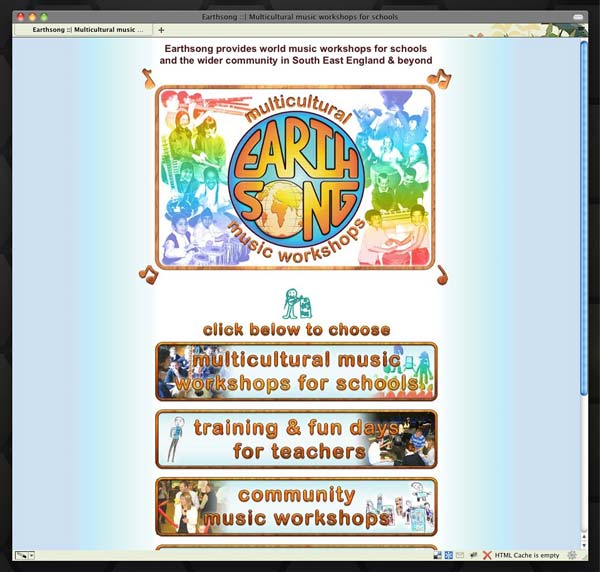 Earthsong ::| Multicultural music workshops for schools
Earthsong ::| Multicultural music ...
Earthsong provides world music workshops for schools
and the wider community in South East England & beyond
multicultural
EARTH
SONG
music workshops
click below to choose
multicultural music
workshops for schools
training & fun days
for teachers
community
music workshops
HTML Cache is empty